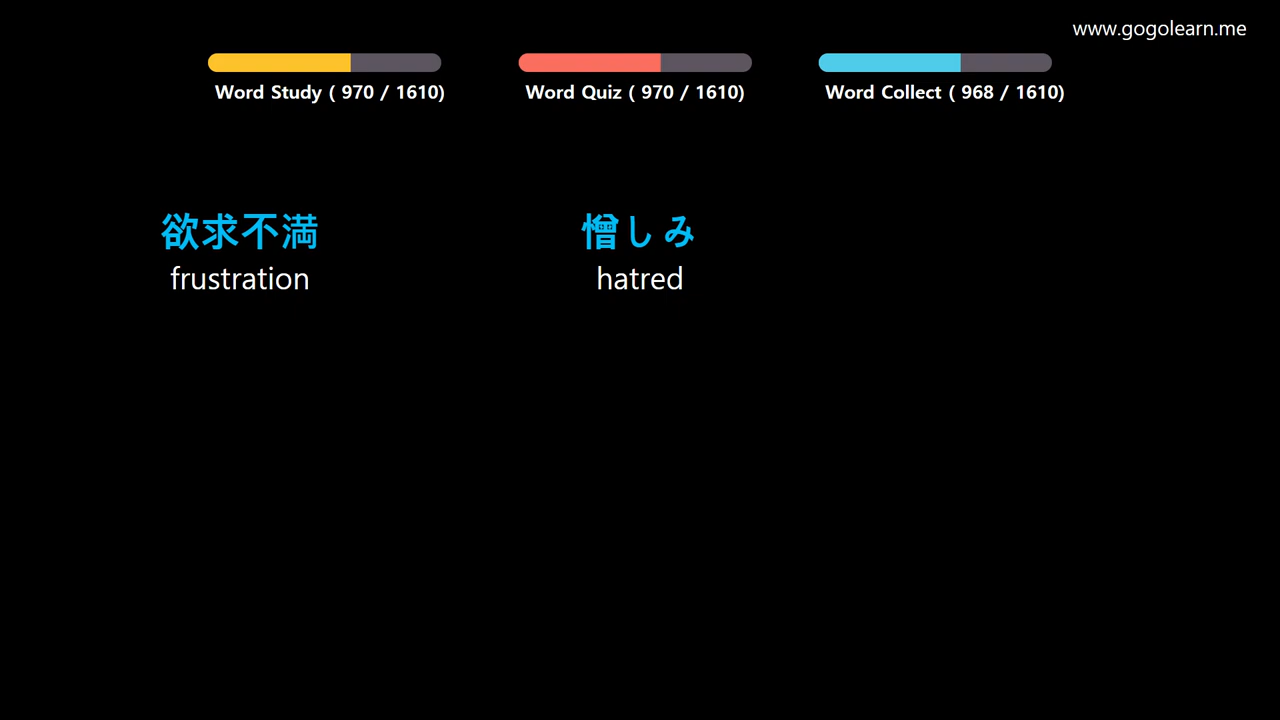 www.gogolearn.me
Word Study ( 970 / 1610)
Word Quiz ( 970 / 1610)
Word Collect ( 968 / 1610)
欲求不満
frustration
憎しみ
hatred